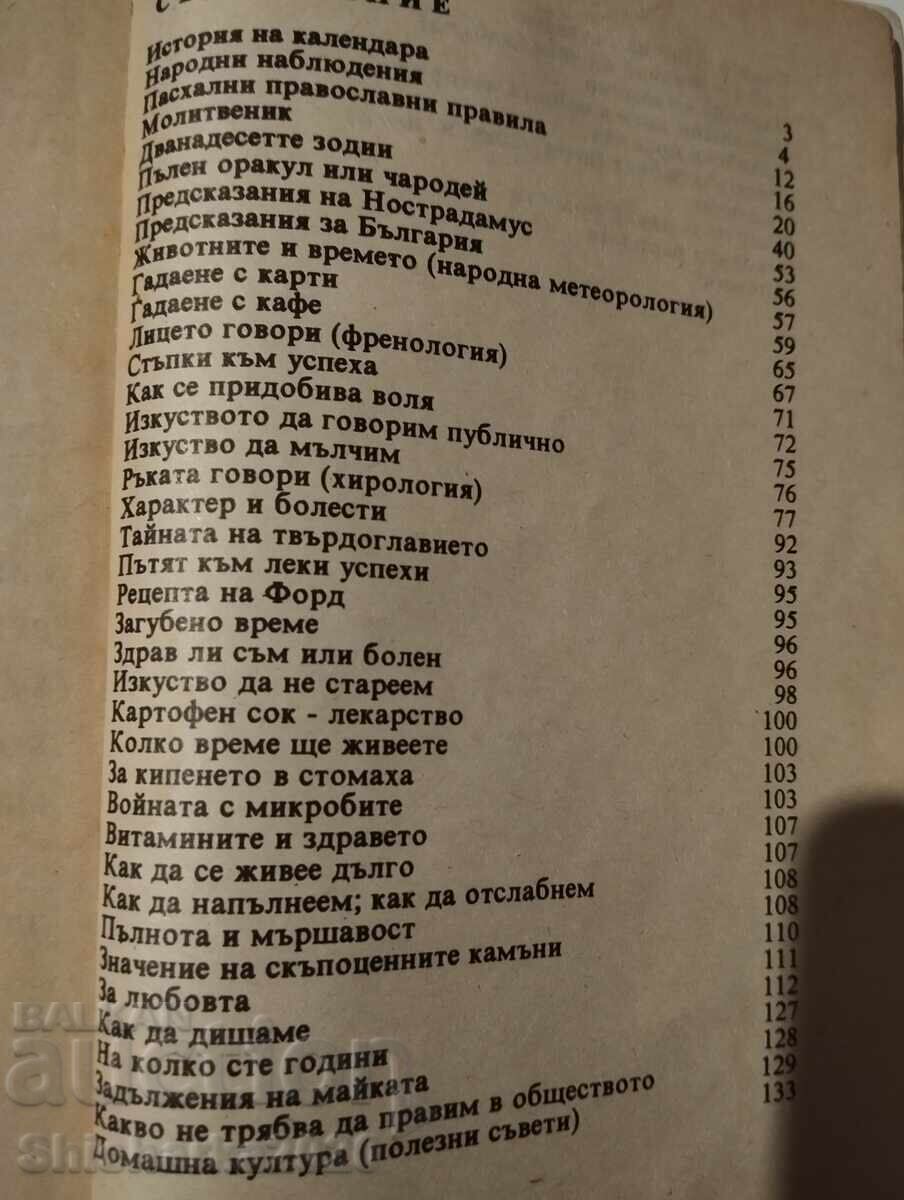 История на календара 3
Народни наблюдения 4
Пасхални православни правила 12
Молитвеник 16
Дванадесетте зодии 20
Пълен оракул или чародей 40
Предсказания на Нострадамус 53
Предсказания за България 56
Животните и времето (народна метеорология) 57
Гадаене с карти 59
Гадаене с кафе 65
Лицето говори (френология) 67
Стъпки към успеха 71
Как се придобива воля 72
Изкуството да говорим публично 75
Изкуство да мълчим 76
Ръката говори (хирология) 77
Характер и болести 92
Тайната на твърдоглавието 93
Пътят към леки успехи 95
Рецепта на Форд 95
Загубено време 96
Здрав ли съм или болен 96
Изкуство да не стареем 98
Картофен сок - лекарство 100
Колко време ще живеете 100
За кипенето в стомаха 103
Войната с микробите 103
Витамините и здравето 107
Как да се живее дълго 107
Как да напълнеем; как да отслабнем 108
Пълнота и мършавост 108
Значение на скъпоценните камъни 110
За любовта 111
Как да дишаме 112
На колко сте години 127
Задължения на майката 128
Какво не трябва да правим в обществото 129
Домашна култура (полезни съвети) 133
BALKAN